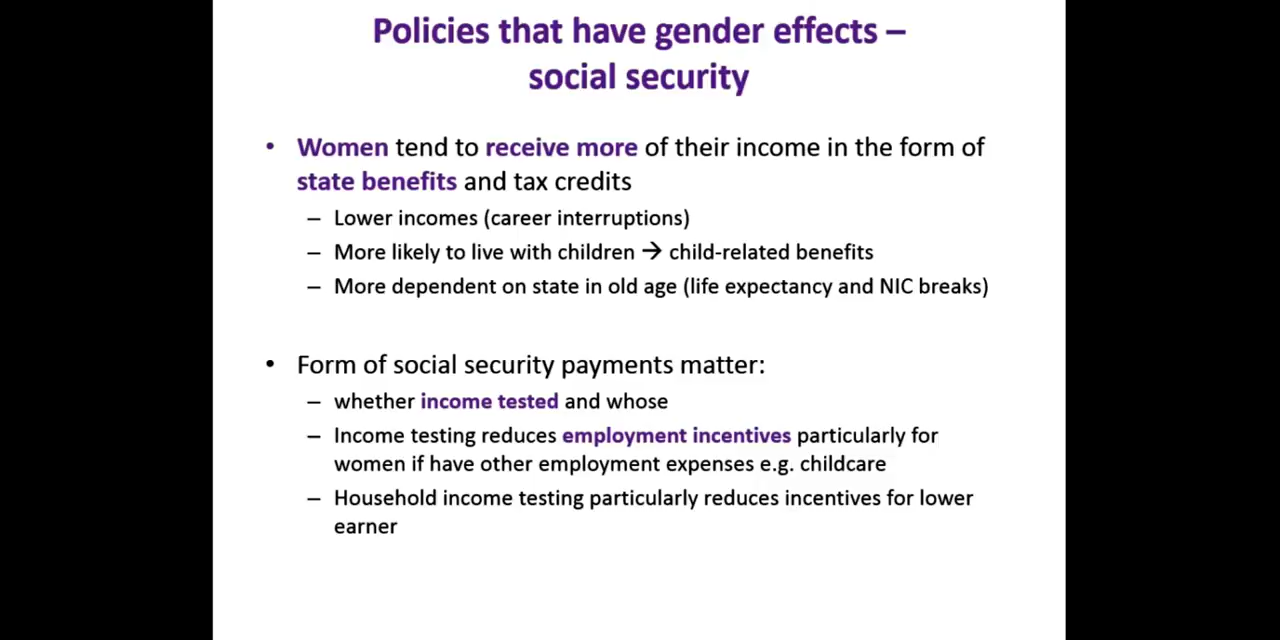 Policies that have gender effects –
social security
• Women tend to receive more of their income in the form of
state benefits and tax credits
– Lower incomes (career interruptions)
– More likely to live with children → child-related benefits
– More dependent on state in old age (life expectancy and NIC breaks)
• Form of social security payments matter:
– whether income tested and whose
– Income testing reduces employment incentives particularly for
women if have other employment expenses e.g. childcare
– Household income testing particularly reduces incentives for lower
earner